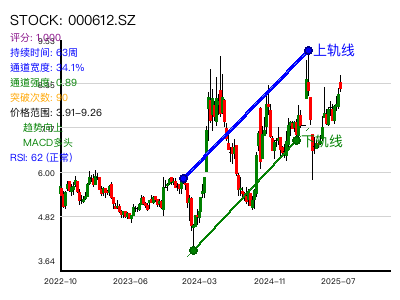 STOCK: 000612.SZ
评分: 1.000
9.53
持续时间: 63周
通道宽度: 34.1%
通道强度: 0.89
突破次数: 50
价格范围: 3.91-9.26
趋势向上
MACD多头
RSI: 62 (正常)
上轨线
下轨线
6.00
4.82
3.64
2022-10
2023-06
2024-03
2024-11
2025-07